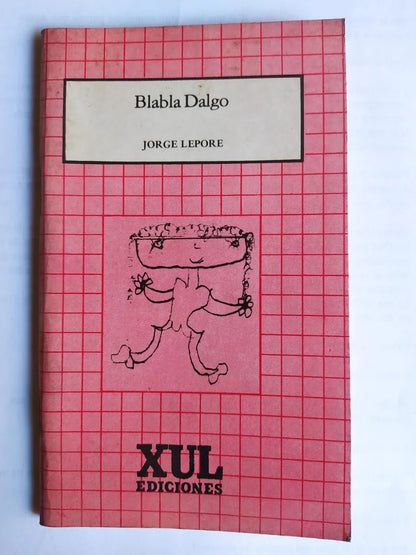 Blabla Dalgo
JORGE LEPORE
XUL
EDICIONES